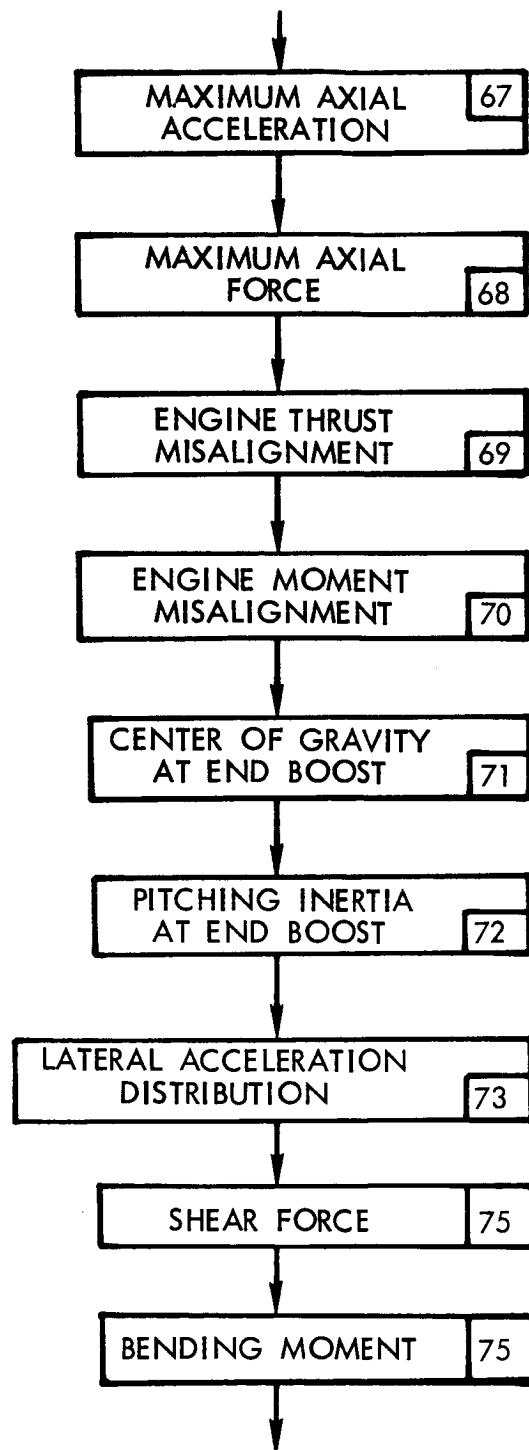 MAXIMUM AXIAL
ACCELERATION
67
MAXIMUM AXIAL
FORCE
68
ENGINE THRUST
MISALIGNMENT
69
ENGINE MOMENT
MISALIGNMENT
70
CENTER OF GRAVITY
AT END BOOST
71
PITCHING INERTIA
AT END BOOST
72
LATERAL ACCELERATION
DISTRIBUTION
73
SHEAR FORCE
75
BENDING MOMENT
75